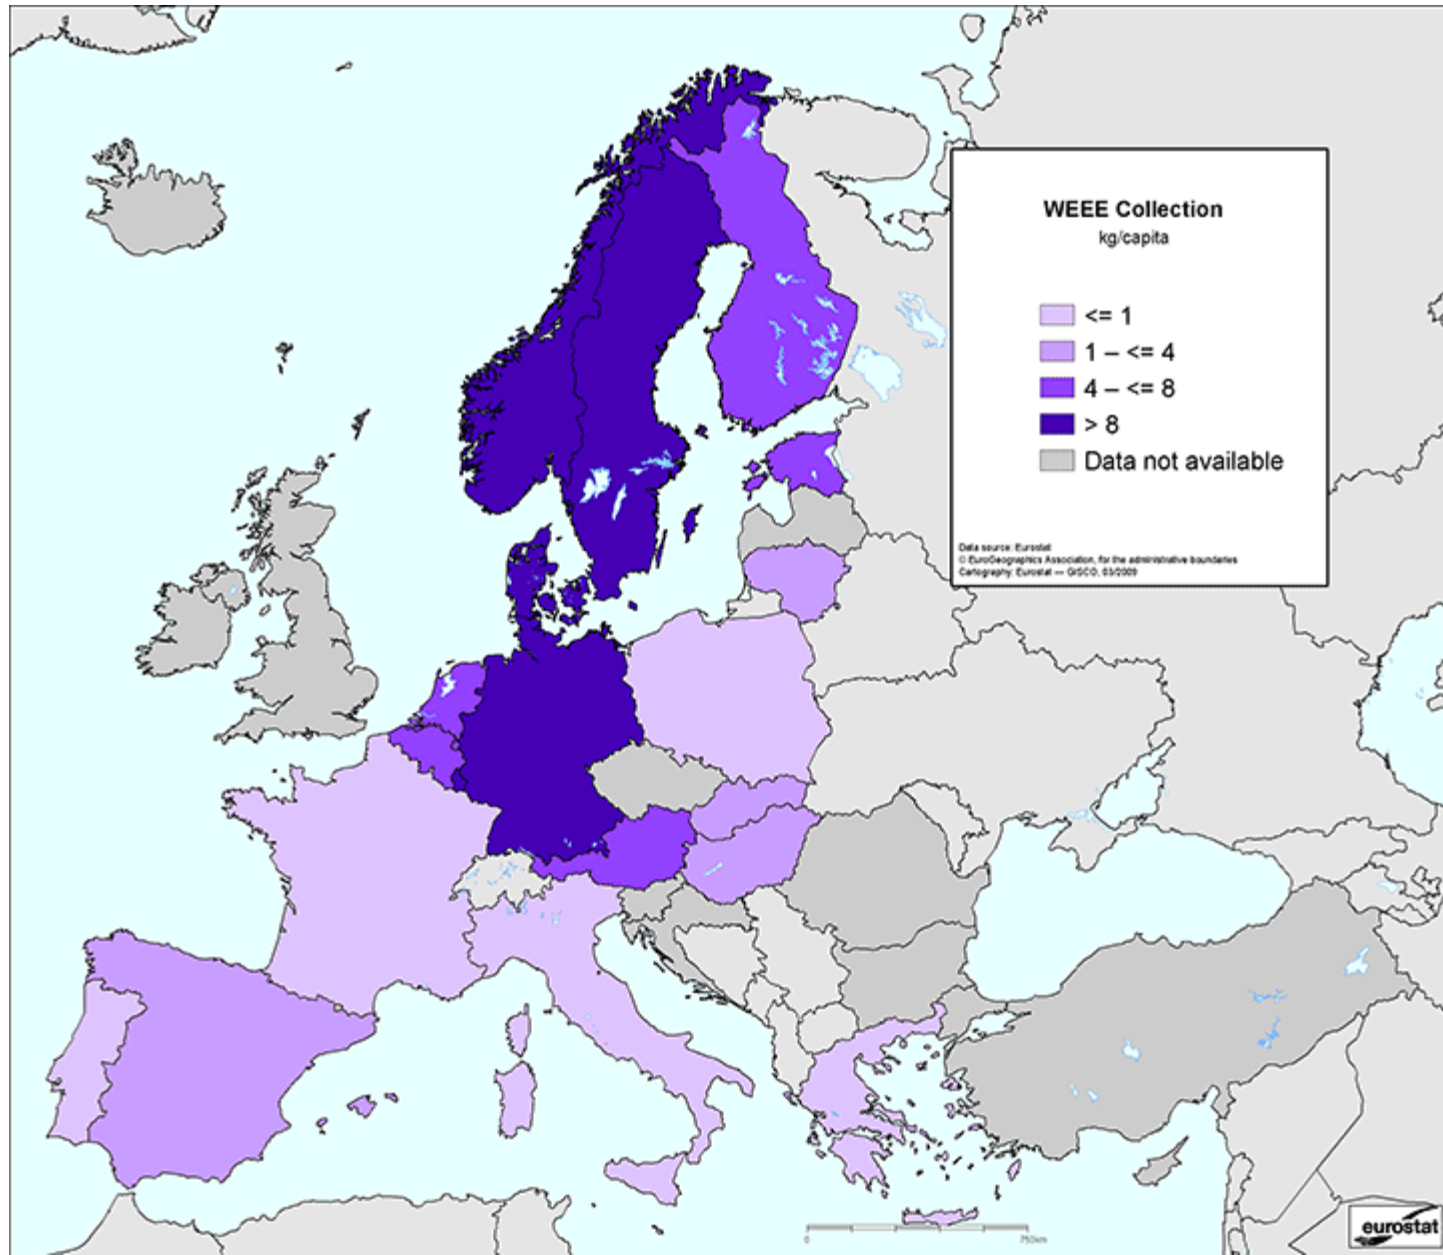 WEEE Collection
kg/capita
<= 1
1 – <= 4
4 – <= 8
> 8
Data not available
Data source: Eurostat
© EuroGeographics Association, for the administrative boundaries
Cartography: Eurostat — GISCO, 03/2009
0 750km
eurostat